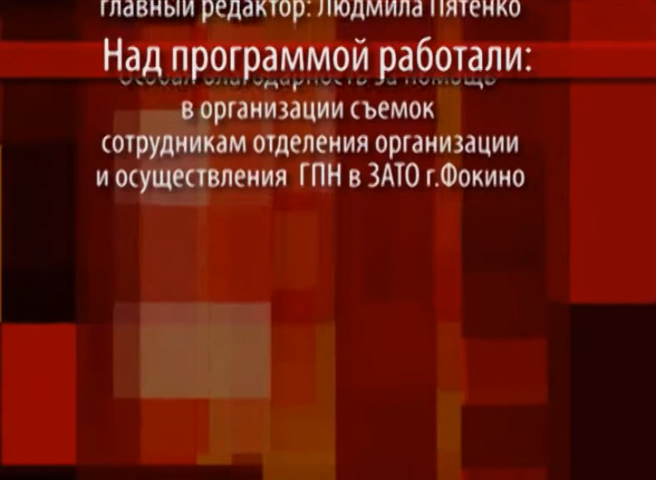 главный редактор: Людмила Пятенко
Над программой работали:
Особая благодарность за помощь
в организации съемок
сотрудникам отделения организации
и осуществления ГПН в ЗАТО г.Фокино